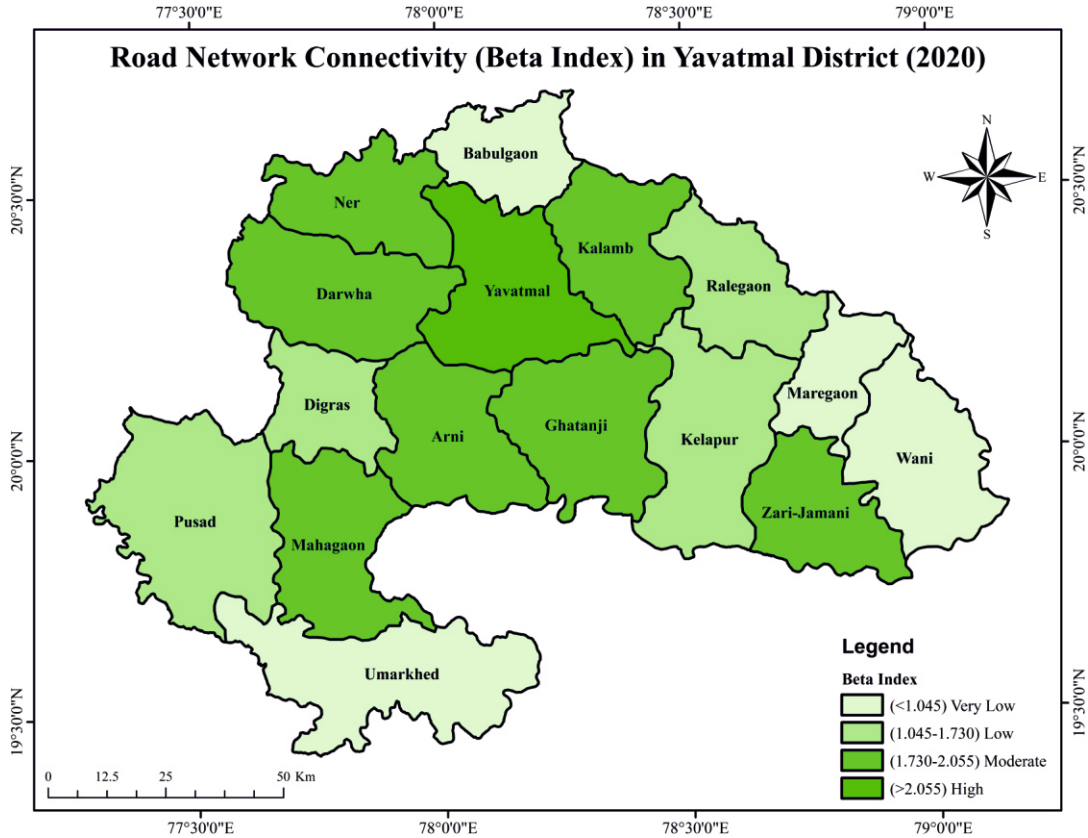 77°30'0"E 78°0'0"E 78°30'0"E 79°0'0"E
Road Network Connectivity (Beta Index) in Yavatmal District (2020)
N
W E
S
20°30'0"N
20°30'0"N
20°0'0"N
20°0'0"N
19°30'0"N
19°30'0"N
Babulgaon
Ner
Kalamb
Darwha
Yavatmal
Ralegaon
Digras
Arni
Ghatanji
Kelapur
Maregaon
Wani
Pusad
Mahagaon
Zari-Jamani
Umarkhed
Legend
Beta Index
(<1.045) Very Low
(1.045-1.730) Low
(1.730-2.055) Moderate
(>2.055) High
0 12.5 25 50 Km
77°30'0"E 78°0'0"E 78°30'0"E 79°0'0"E